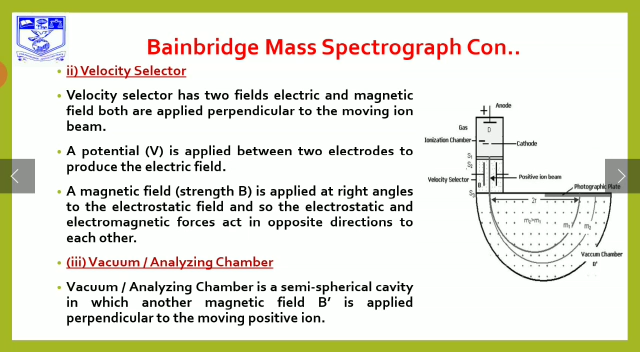 Bainbridge Mass Spectrograph Con..
• ii) Velocity Selector
• Velocity selector has two fields electric and magnetic
field both are applied perpendicular to the moving ion
beam.
• A potential (V) is applied between two electrodes to
produce the electric field.
• A magnetic field (strength B) is applied at right angles
to the electrostatic field and so the electrostatic and
electromagnetic forces act in opposite directions to
each other.
• (iii) Vacuum / Analyzing Chamber
• Vacuum / Analyzing Chamber is a semi-spherical cavity
in which another magnetic field B’ is applied
perpendicular to the moving positive ion.
+
Anode
Gas
D
Ionization Chamber
Cathode
Velocity Selector
Positive ion beam
B
Photographic Plate
2r
m₂>m₁
m₁
m₂
Vaccum Chamber